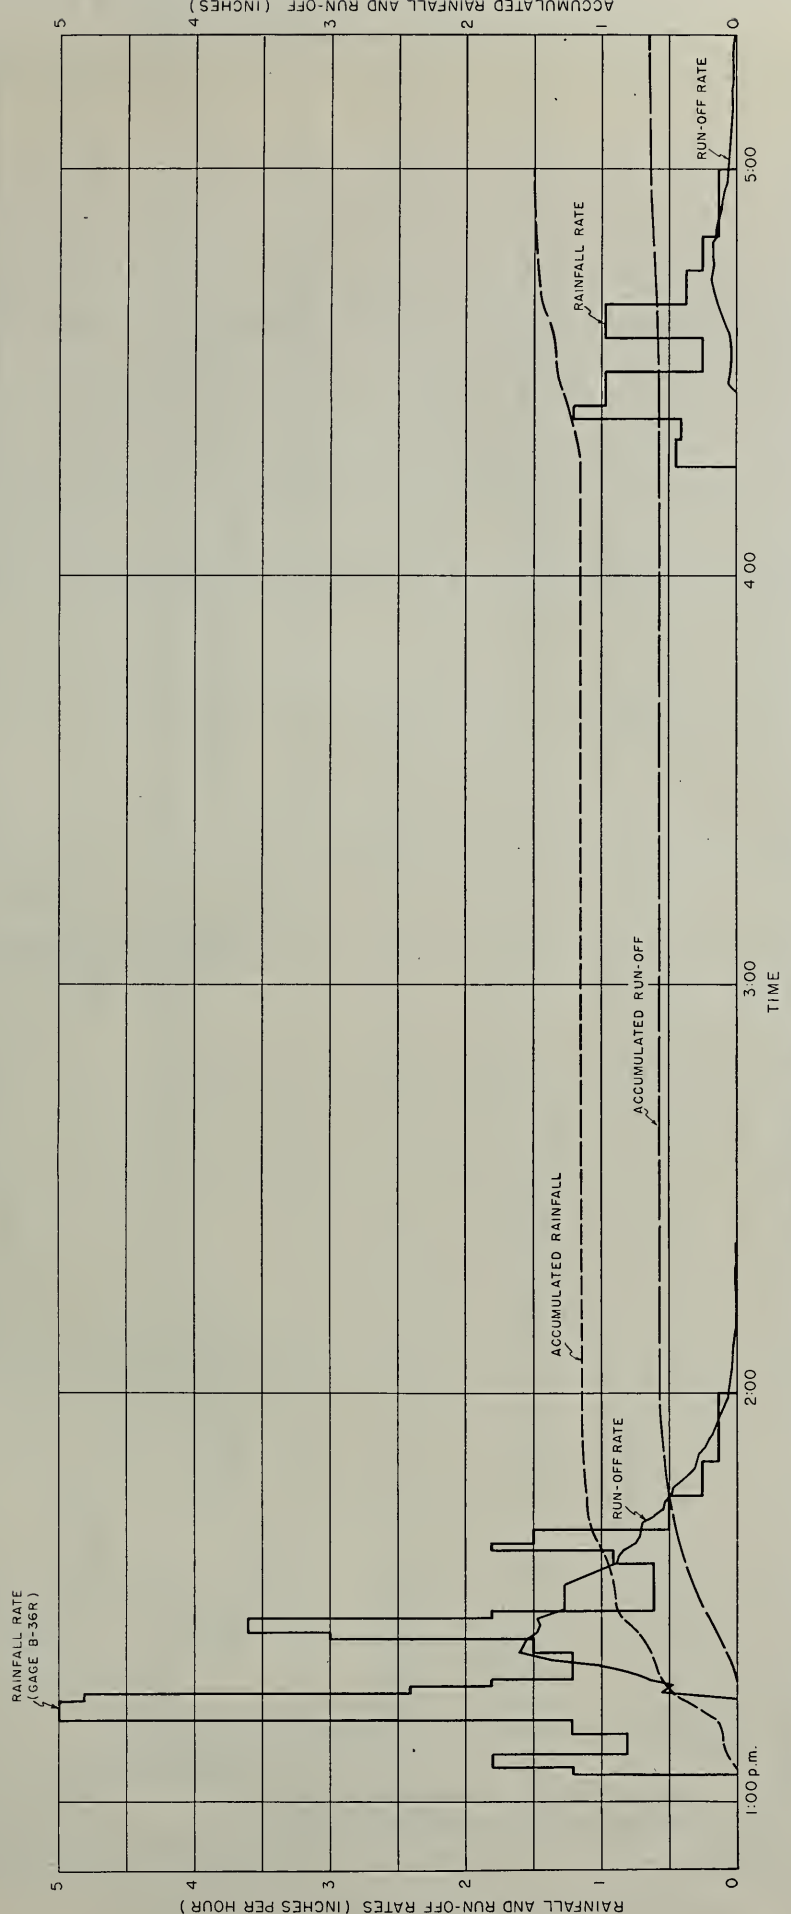 RAINFALL RATE
(GAGE B-36R)
RUN-OFF RATE
ACCUMULATED RAINFALL
ACCUMULATED RUN-OFF
RAINFALL RATE
RUN-OFF RATE
RAINFALL AND RUN-OFF RATES (INCHES PER HOUR)
5
4
3
2
1
0
ACCUMULATED RAINFALL AND RUN-OFF (INCHES)
5
4
3
2
1
0
1:00 p.m.
2:00
3:00
4 00
5:00
TIME